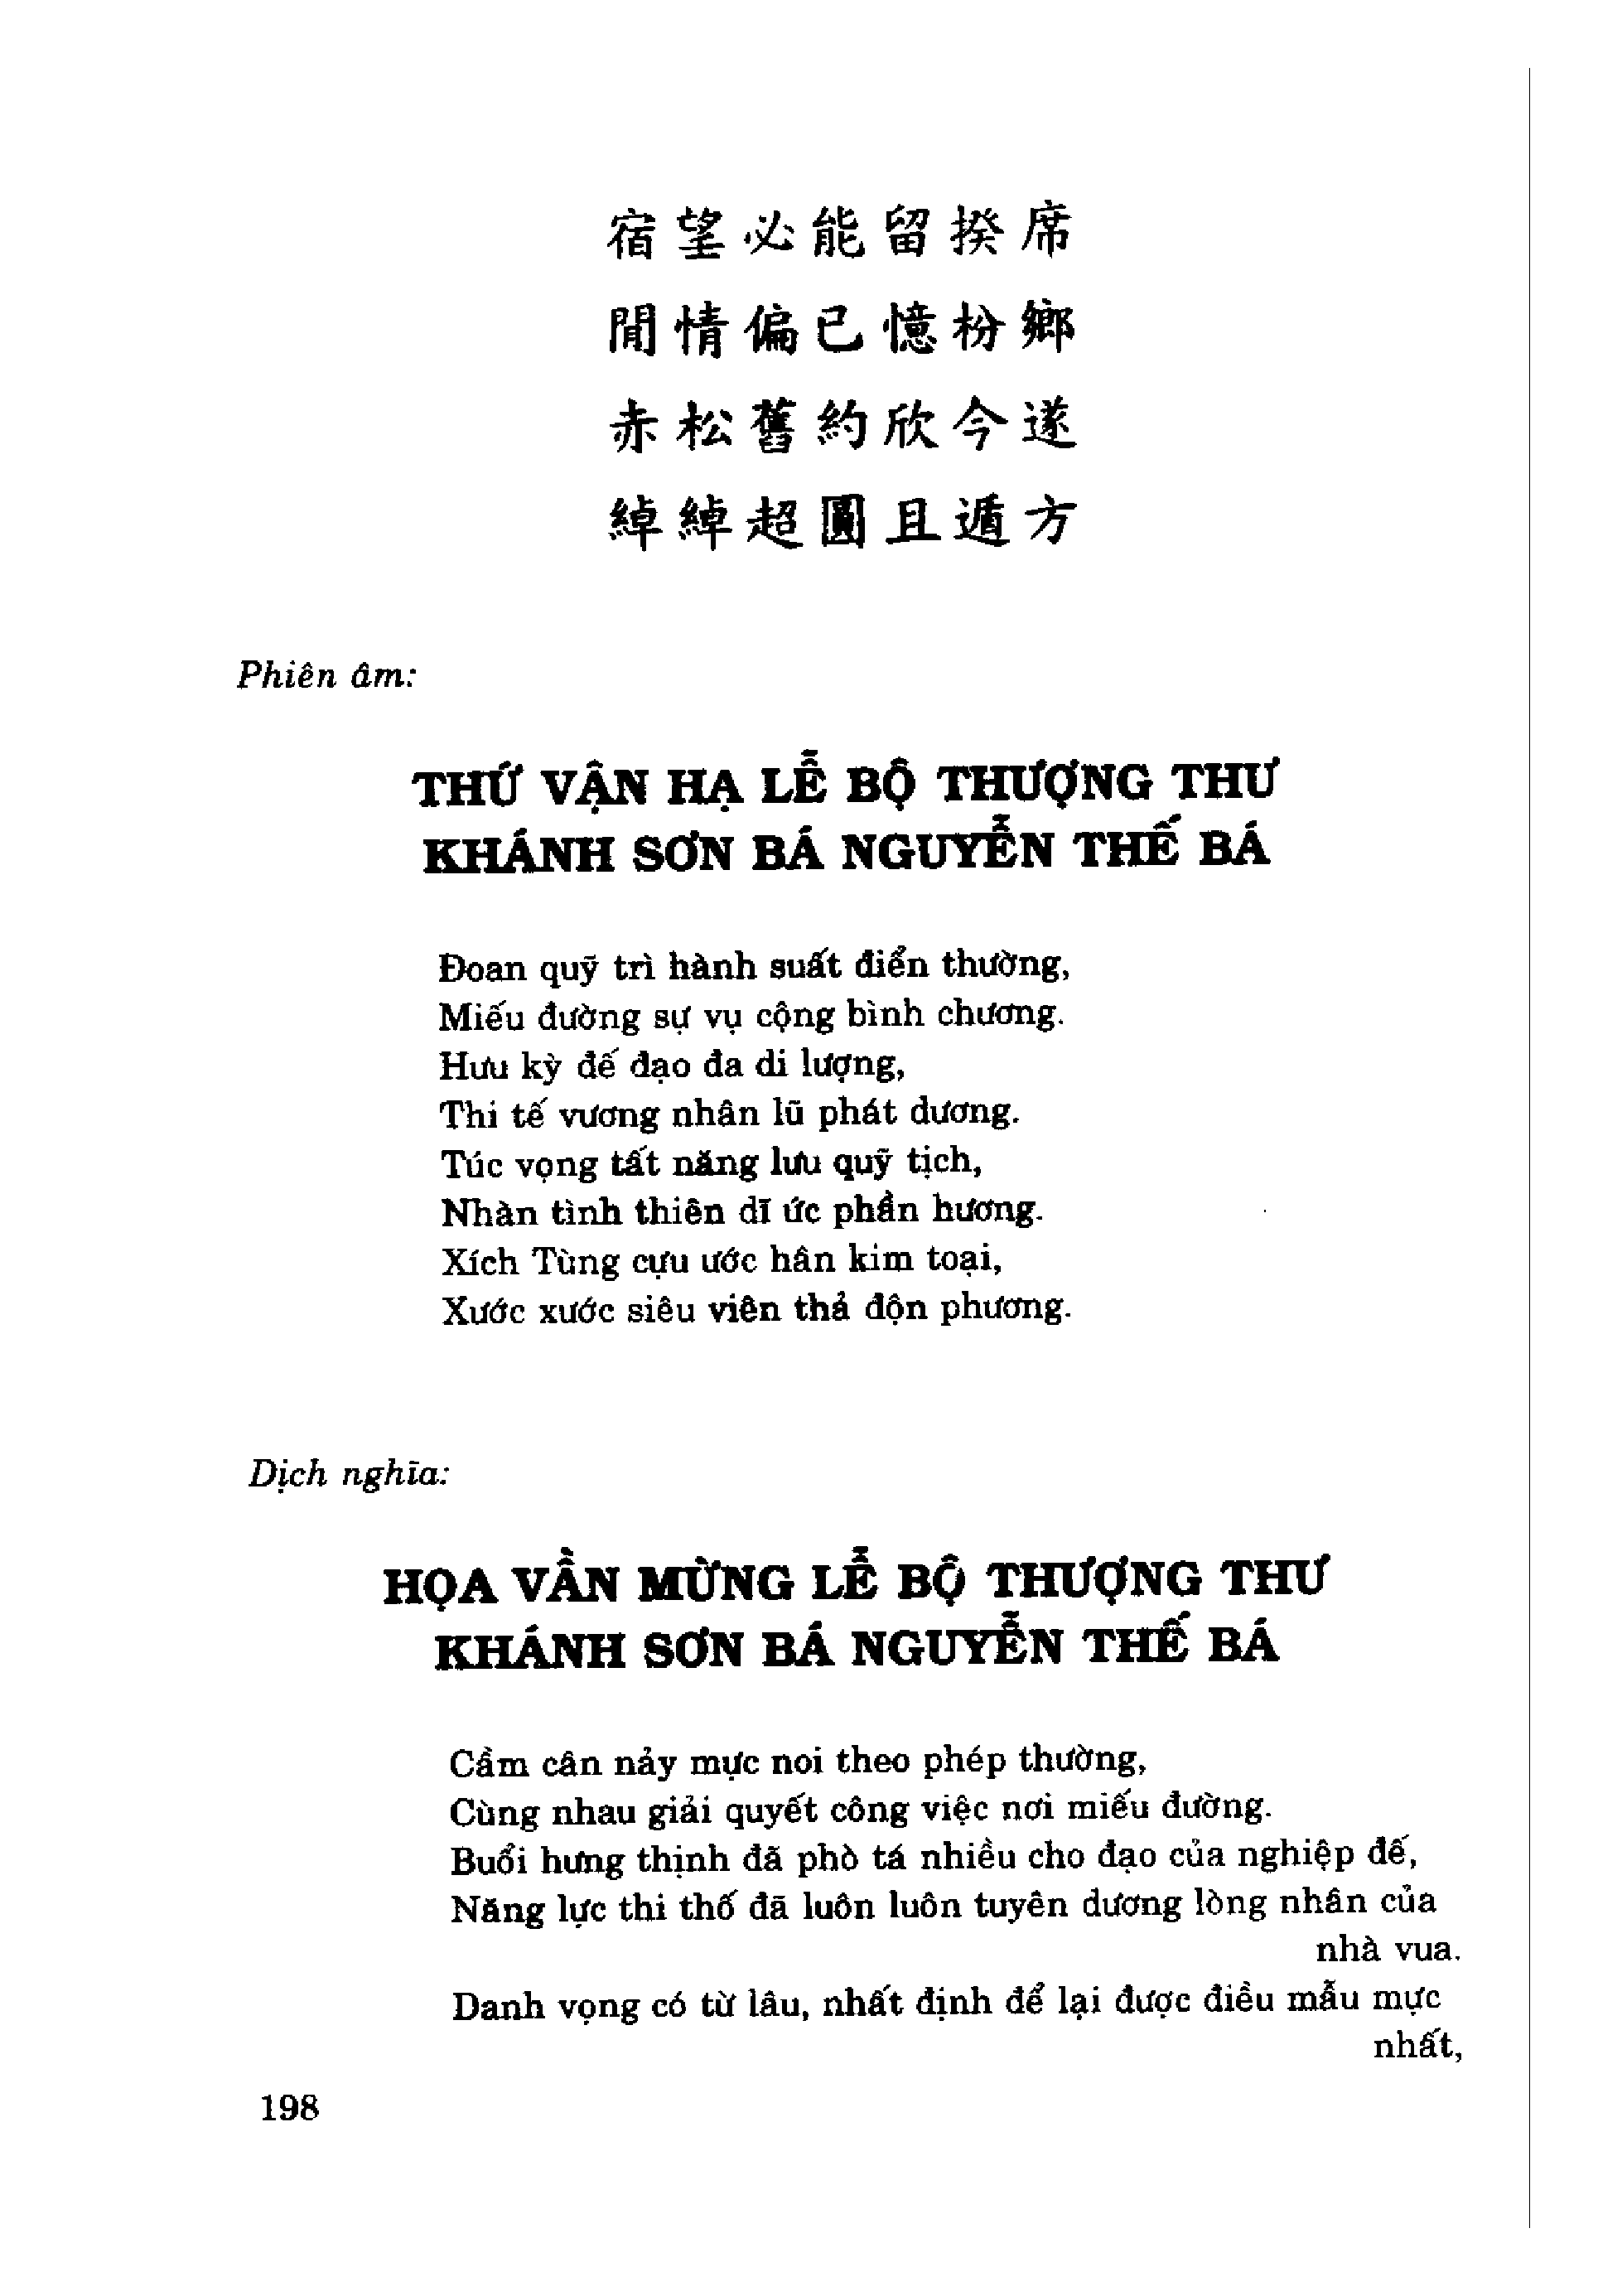 宿望必能留揆席
閒情偏已憶枌鄉
赤松舊約欣今遂
綽綽超圓且遁方
Phiên âm:
THỨ VẬN HẠ LỄ BỘ THƯỢNG THƯ
KHÁNH SƠN BÁ NGUYỄN THẾ BÁ
Đoan quỹ trì hành suất điển thường,
Miếu đường sự vụ cộng bình chương.
Hưu kỳ đế đạo đa di lượng,
Thi tế vương nhân lũ phát dương.
Túc vọng tất năng lưu quỹ tịch,
Nhàn tình thiên dĩ ức phần hương.
Xích Tùng cựu ước hân kim toại,
Xước xước siêu viên thả độn phương.
Dịch nghĩa:
HỌA VẦN MỪNG LỄ BỘ THƯỢNG THƯ
KHÁNH SƠN BÁ NGUYỄN THẾ BÁ
Cầm cân nảy mực noi theo phép thường,
Cùng nhau giải quyết công việc nơi miếu đường.
Buổi hưng thịnh đã phò tá nhiều cho đạo của nghiệp đế,
Năng lực thi thố đã luôn luôn tuyên dương lòng nhân của
nhà vua.
Danh vọng có từ lâu, nhất định để lại được điều mẫu mực
nhất,
198